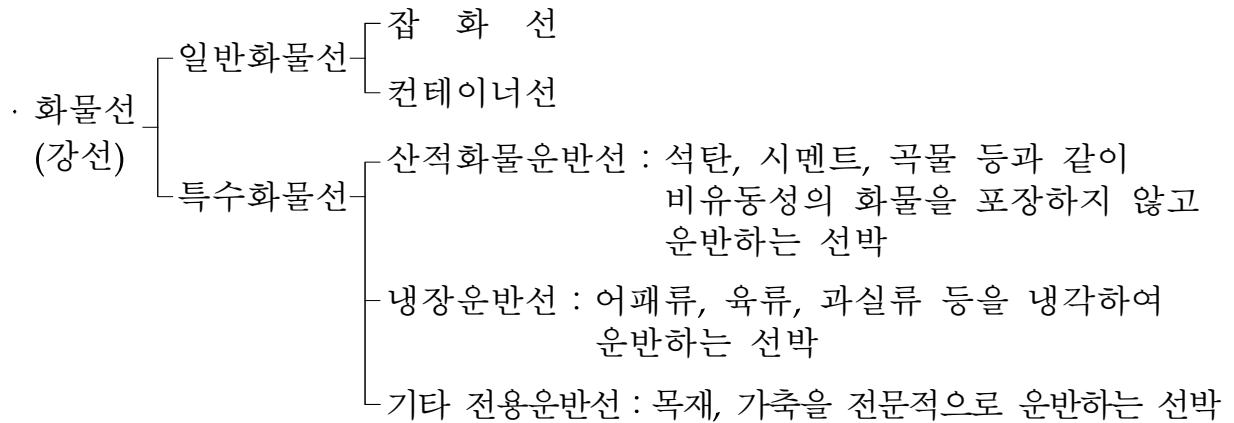 잡 화 선
일반화물선
컨테이너선
· 화물선
(강선)
산적화물운반선 : 석탄, 시멘트, 곡물 등과 같이
특수화물선
비유동성의 화물을 포장하지 않고
운반하는 선박
냉장운반선 : 어패류, 육류, 과실류 등을 냉각하여
운반하는 선박
기타 전용운반선 : 목재, 가축을 전문적으로 운반하는 선박